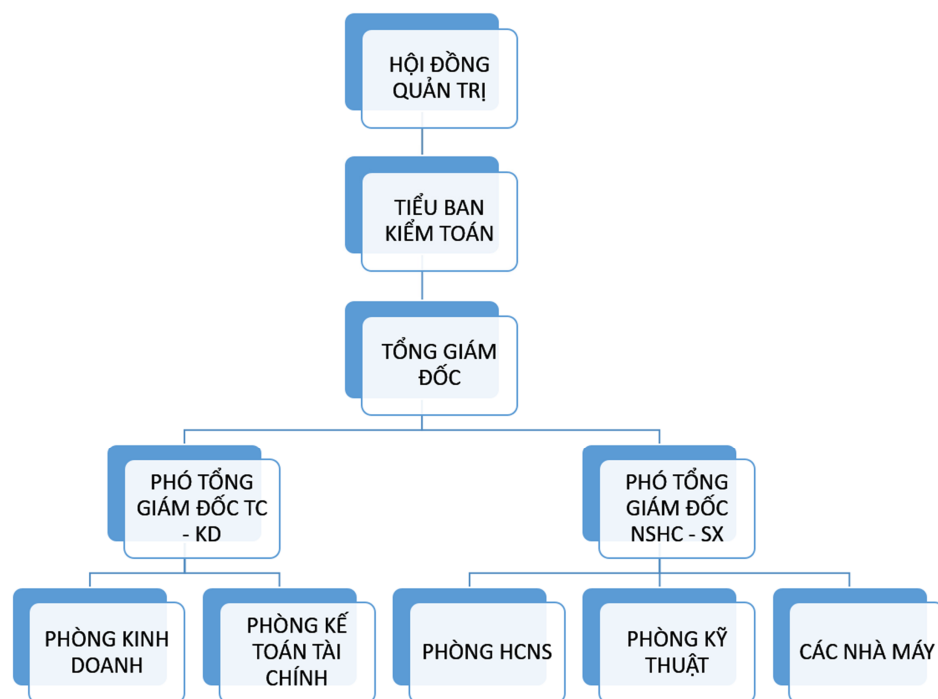 HỘI ĐỒNG
QUẢN TRỊ
TIỂU BAN
KIỂM TOÁN
TỔNG GIÁM
ĐỐC
PHÓ TỔNG
GIÁM ĐỐC TC
- KD
PHÓ TỔNG
GIÁM ĐỐC
NSHC - SX
PHÒNG KINH
DOANH
PHÒNG KẾ
TOÁN TÀI
CHÍNH
PHÒNG HCNS
PHÒNG KỸ
THUẬT
CÁC NHÀ MÁY